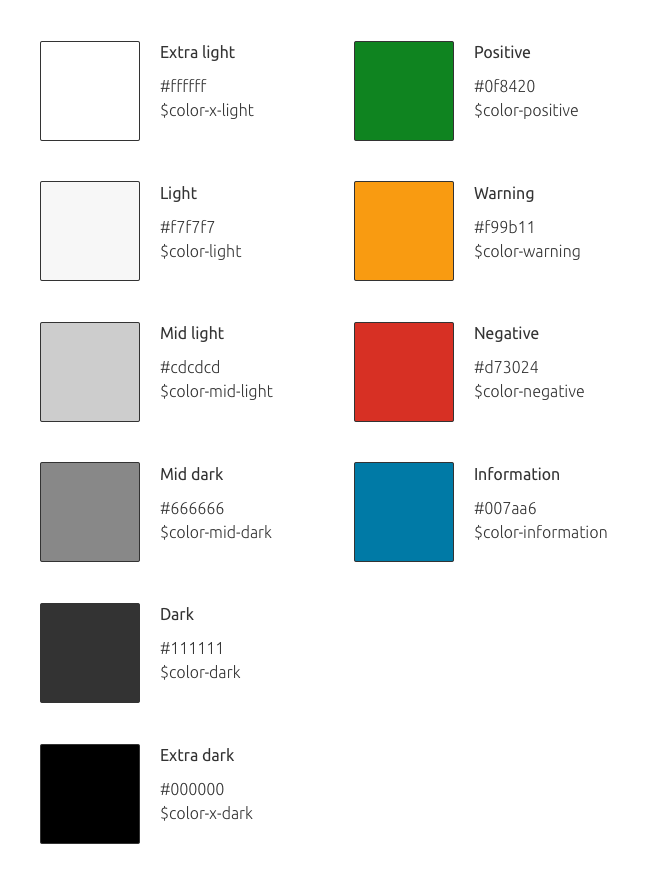 Extra light
#ffffff
$color-x-light
Light
#f7f7f7
$color-light
Mid light
#cdcdcd
$color-mid-light
Mid dark
#666666
$color-mid-dark
Dark
#111111
$color-dark
Extra dark
#000000
$color-x-dark
Positive
#0f8420
$color-positive
Warning
#f99b11
$color-warning
Negative
#d73024
$color-negative
Information
#007aa6
$color-information